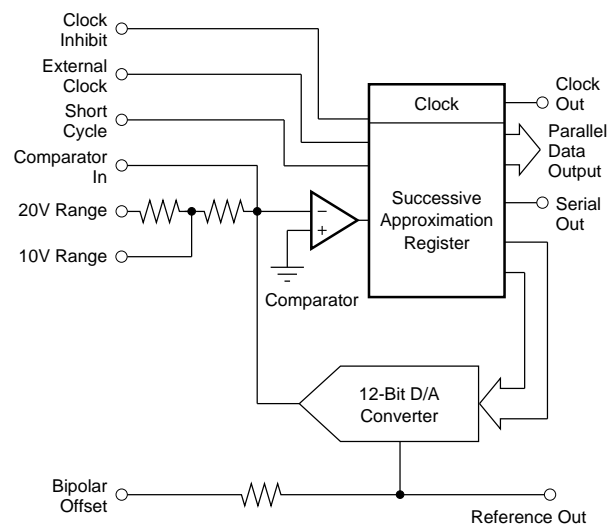 Clock
Inhibit
External
Clock
Short
Cycle
Comparator
In
20V Range
10V Range
Clock
Successive
Approximation
Register
–
+
Comparator
Clock
Out
Parallel
Data
Output
Serial
Out
12-Bit D/A
Converter
Bipolar
Offset
Reference Out